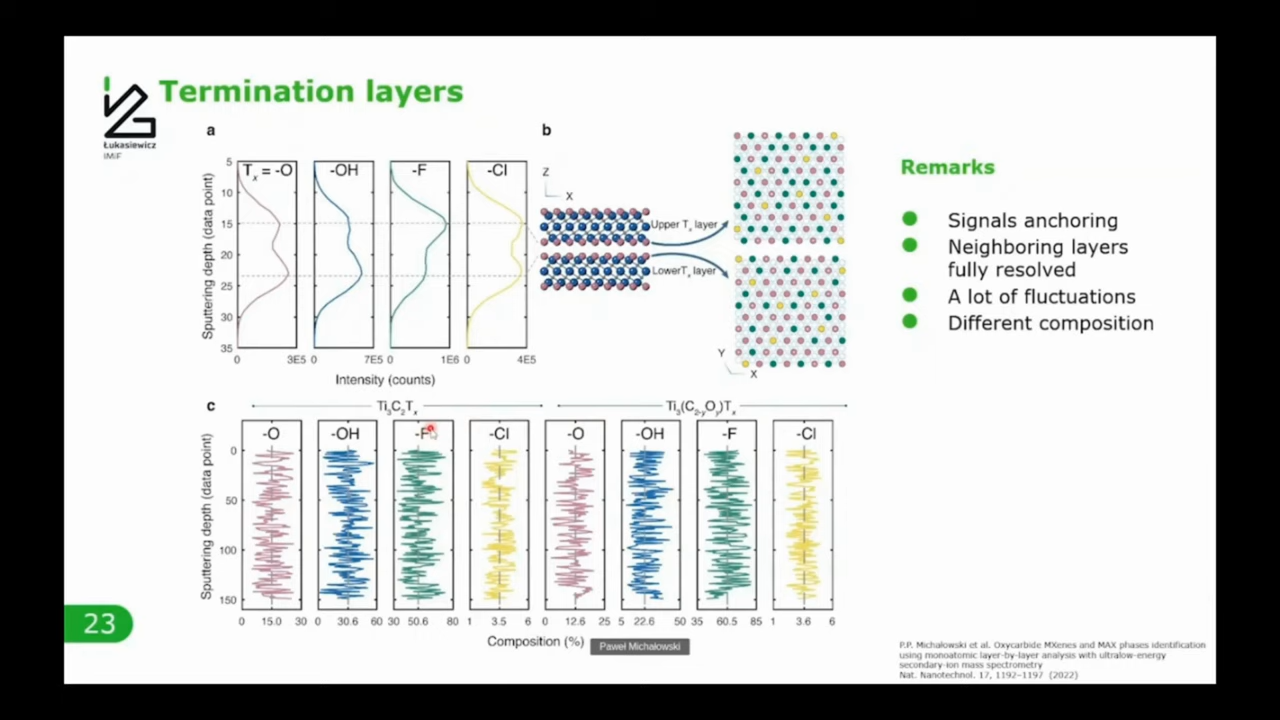 Termination layers
Łukasiewicz
IMiF
a
b
Tx = -O
-OH
-F
-Cl
Sputtering depth (data point)
5
10
15
20
25
30
35
0
3E5
0
7E5
0
1E6
0
4E5
Intensity (counts)
Z
X
Upper Tx layer
LowerTx layer
Y
X
Remarks
Signals anchoring
Neighboring layers
fully resolved
A lot of fluctuations
Different composition
c
Ti3C2Tx
Ti3(C2-yOy)Tx
-O
-OH
-F
-Cl
-O
-OH
-F
-Cl
Sputtering depth (data point)
0
50
100
150
0 15.0 30
0 30.6 60
30 50.6 80
1 3.5 6
0 12.6 25
5 22.6 50
35 60.5 85
1 3.6 6
Composition (%)
Paweł Michałowski
23
P.P. Michałowski et al. Oxycarbide MXenes and MAX phases identification
using monoatomic layer-by-layer analysis with ultralow-energy
secondary-ion mass spectrometry
Nat. Nanotechnol. 17, 1192–1197 (2022)